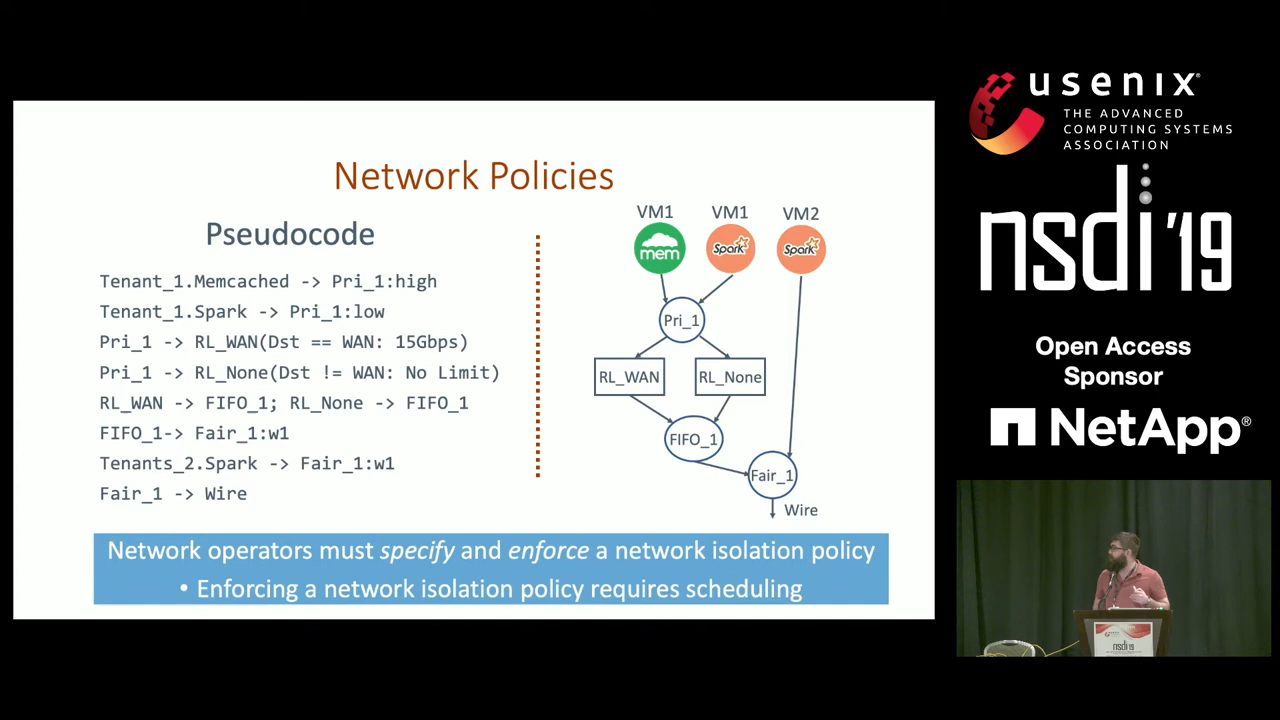 Network Policies
Pseudocode
Tenant_1.Memcached -> Pri_1:high
Tenant_1.Spark -> Pri_1:low
Pri_1 -> RL_WAN(Dst == WAN: 15Gbps)
Pri_1 -> RL_None(Dst != WAN: No Limit)
RL_WAN -> FIFO_1; RL_None -> FIFO_1
FIFO_1-> Fair_1:w1
Tenants_2.Spark -> Fair_1:w1
Fair_1 -> Wire
VM1 VM1 VM2
mem Spark Spark
Pri_1
RL_WAN RL_None
FIFO_1
Fair_1
Wire
Network operators must specify and enforce a network isolation policy
• Enforcing a network isolation policy requires scheduling
usenix®
THE ADVANCED
COMPUTING SYSTEMS
ASSOCIATION
nsdi '19
Open Access
Sponsor
NetApp®
nsdi'19